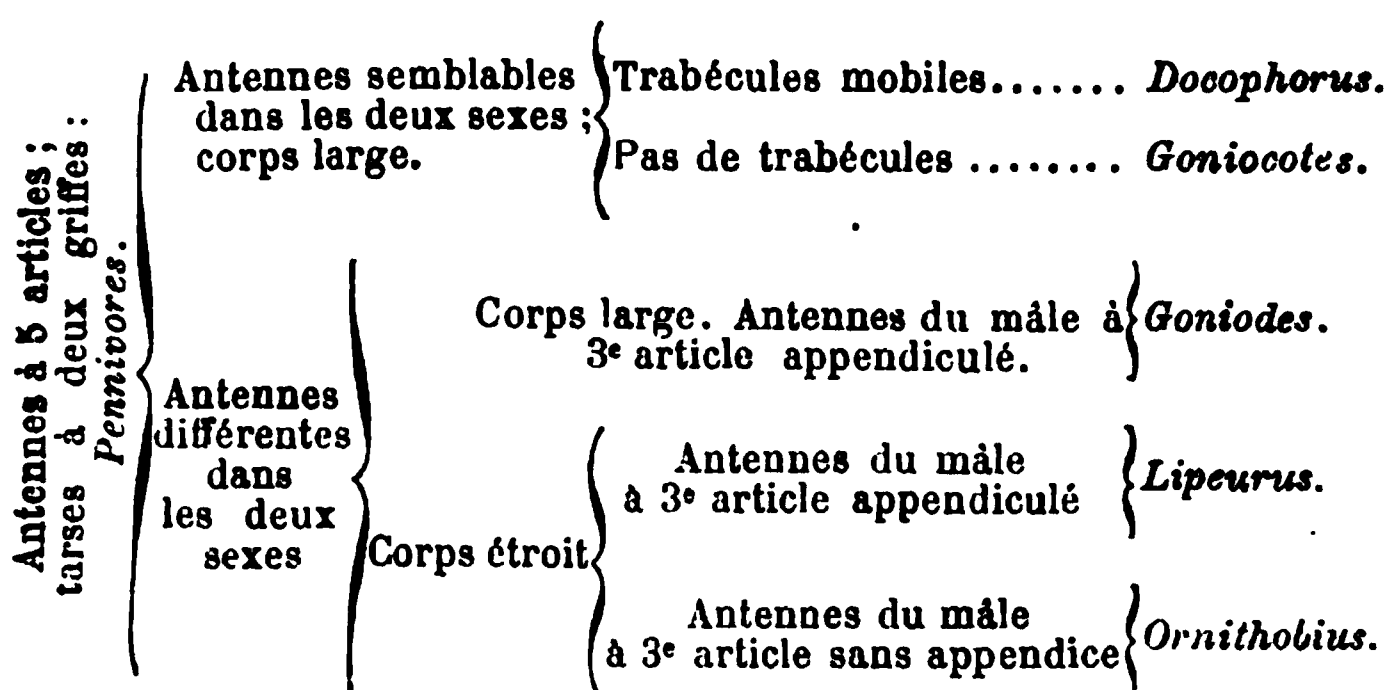 Antennes à 5 articles ;
tarses à deux griffes :
Pennivores.
Antennes semblables
dans les deux sexes ;
corps large.
Trabécules mobiles....... Docophorus.
Pas de trabécules ........ Goniocotes.
Antennes
différentes
dans
les deux
sexes
Corps large. Antennes du mâle à
3e article appendiculé.
Goniodes.
Corps étroit
Antennes du mâle
à 3e article appendiculé
Lipeurus.
Antennes du mâle
à 3e article sans appendice
Ornithobius.